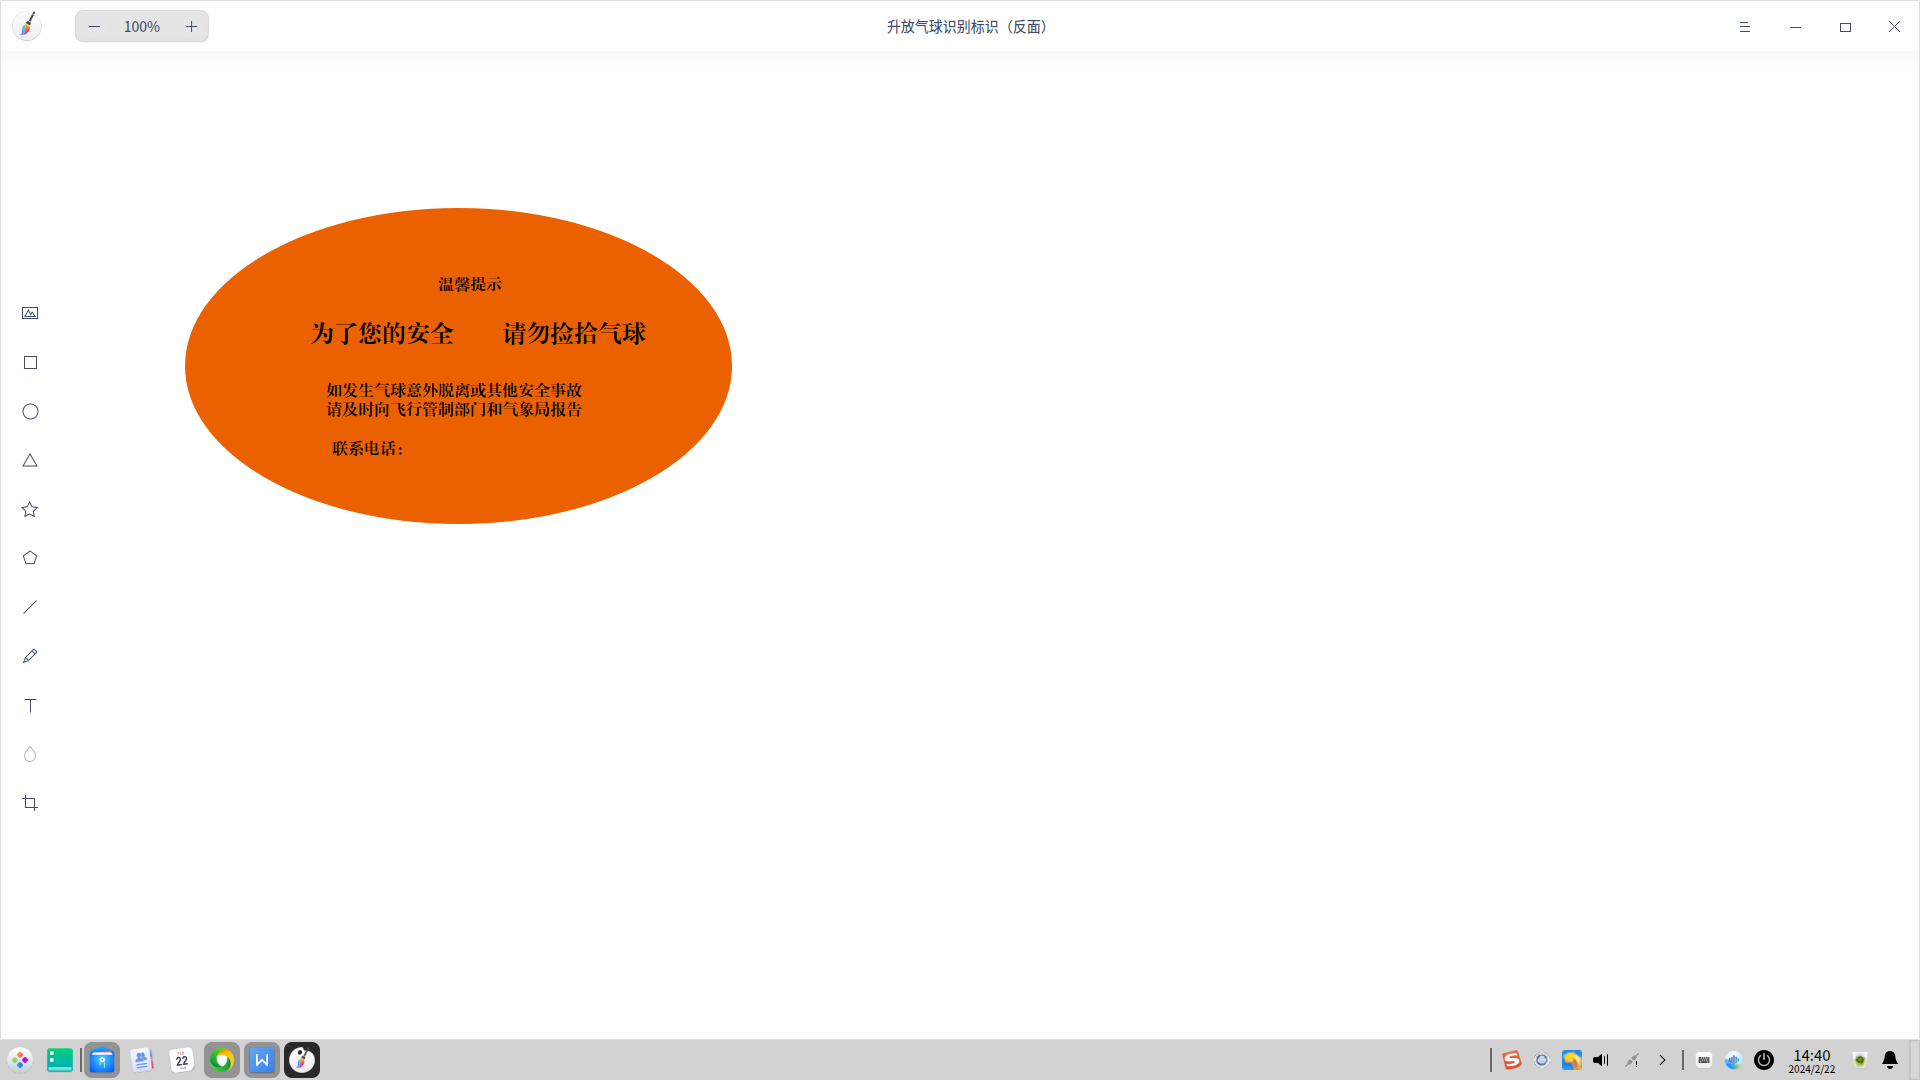 100%
升放气球识别标识（反面）
温馨提示
为了您的安全　　请勿捡拾气球
如发生气球意外脱离或其他安全事故
请及时向飞行管制部门和气象局报告
联系电话：
22
14:40
2024/2/22